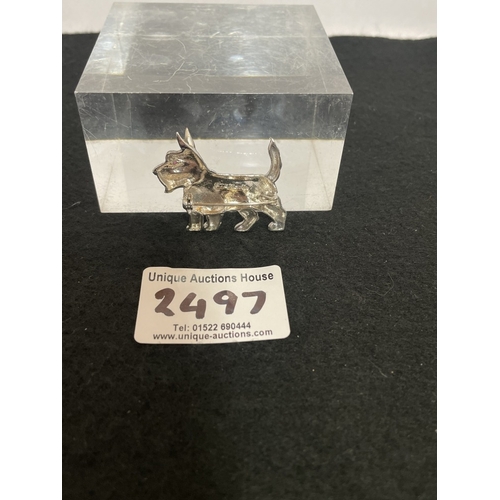 Unique Auctions House
2497
Tel: 01522 690444
www.unique-auctions.com